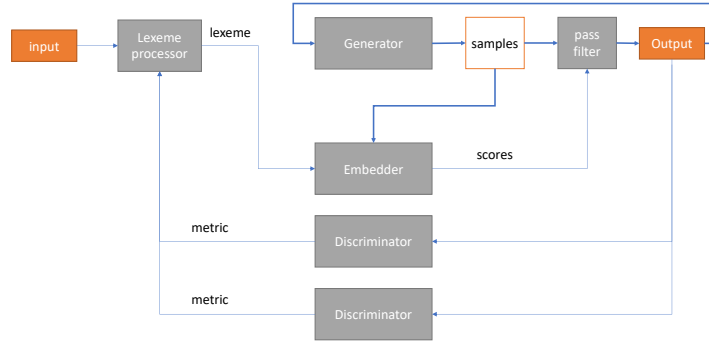 input
Lexeme
processor
lexeme
Generator
samples
pass
filter
Output
Embedder
scores
metric
Discriminator
metric
Discriminator